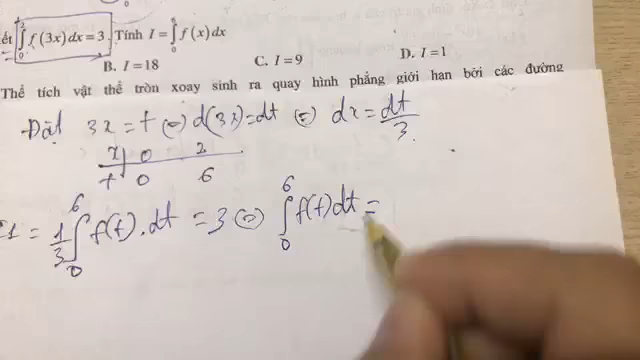 ết ∫₀² f(3x)dx = 3. Tính I = ∫₀⁶ f(x)dx
B. I = 18 C. I = 9 D. I = 1
Thể tích vật thể tròn xoay sinh ra quay hình phẳng giới hạn bởi các đường
Đặt 3x = t ⇔ d(3x) = dt ⇔ dx = dt/3
x | 0 2
t | 0 6
I1 = 1/3 ∫₀⁶ f(t).dt = 3 ⇔ ∫₀⁶ f(t)dt =